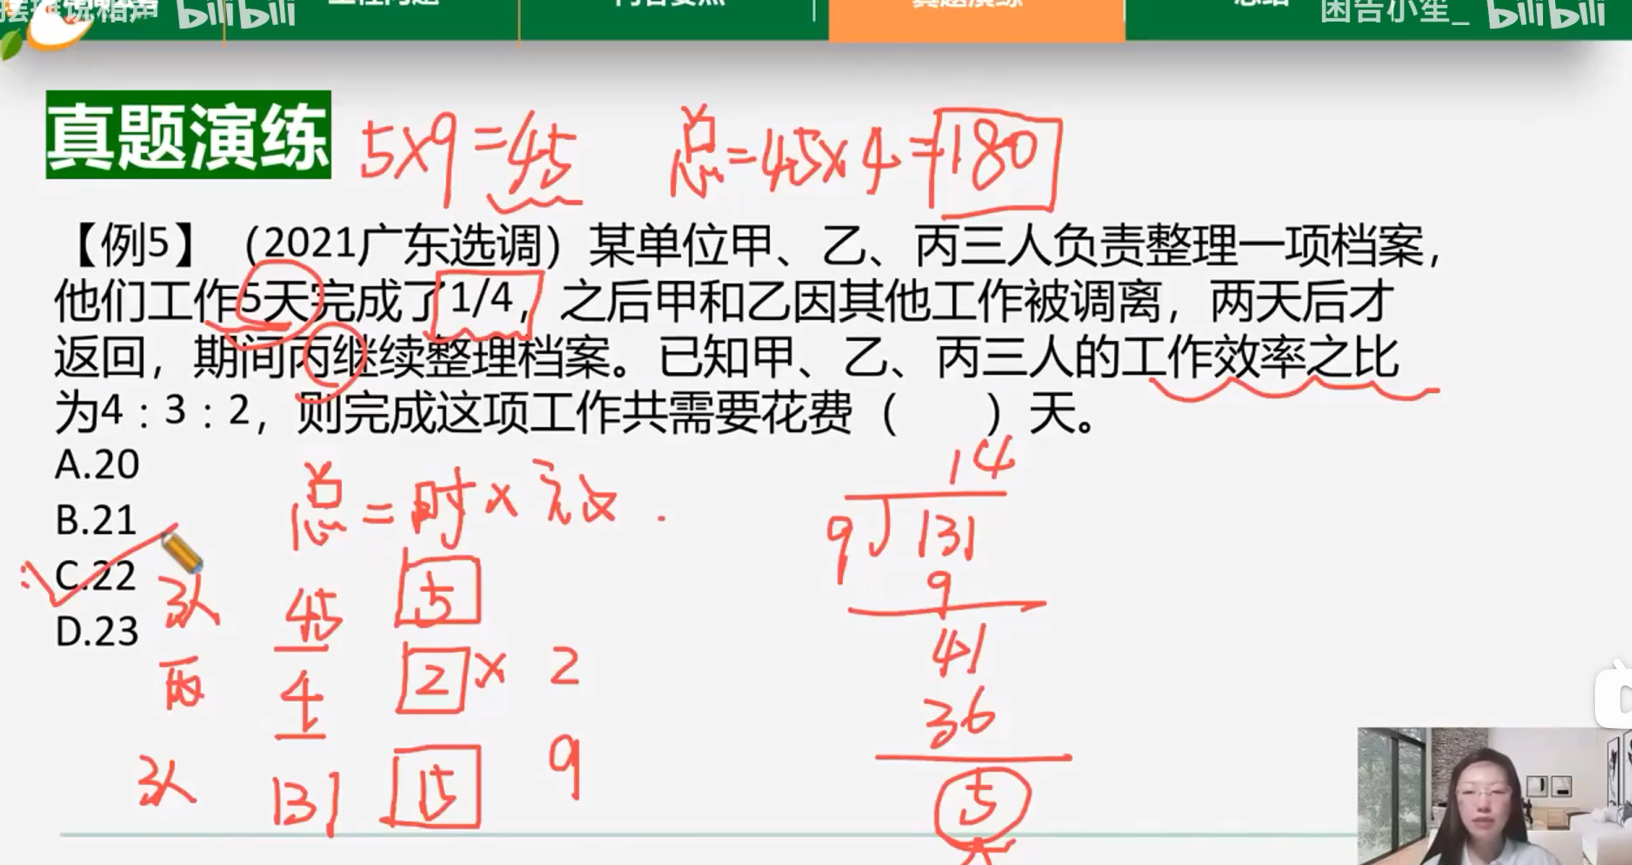 bilibili
困告小笙_ bilibili
真题演练
5×9=45
总=45×4=180
【例5】（2021广东选调）某单位甲、乙、丙三人负责整理一项档案，
他们工作5天完成了1/4，之后甲和乙因其他工作被调离，两天后才
返回，期间丙继续整理档案。已知甲、乙、丙三人的工作效率之比
为4：3：2，则完成这项工作共需要花费（　　）天。
A.20
B.21
C.22
D.23
总=时×效.
3人 45 5
丙 4 2×2
3人 131 15 9
14
9 131
9
41
36
5